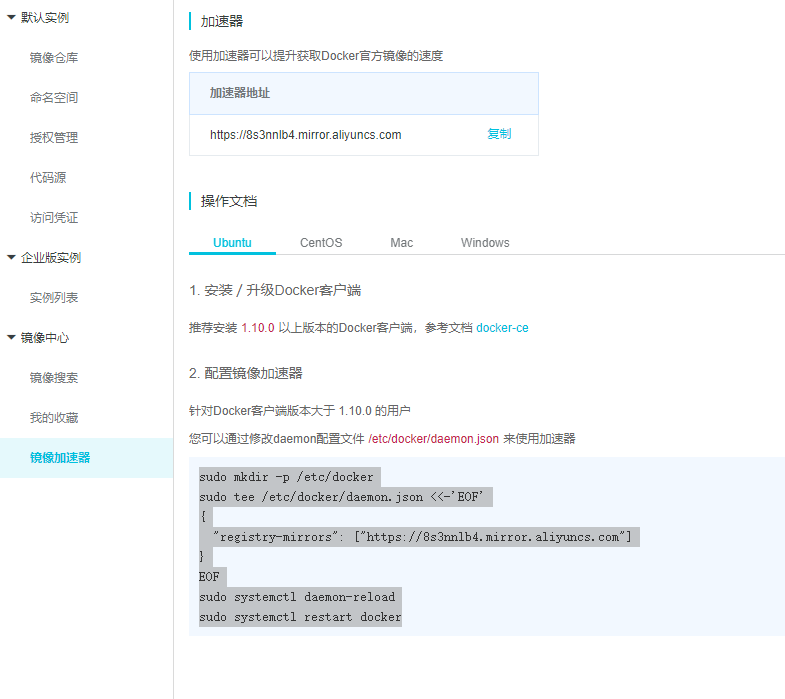 默认实例
镜像仓库
命名空间
授权管理
代码源
访问凭证
企业版实例
实例列表
镜像中心
镜像搜索
我的收藏
镜像加速器
加速器
使用加速器可以提升获取Docker官方镜像的速度
加速器地址
https://8s3nnlb4.mirror.aliyuncs.com 复制
操作文档
Ubuntu CentOS Mac Windows
1. 安装 / 升级Docker客户端
推荐安装 1.10.0 以上版本的Docker客户端，参考文档 docker-ce
2. 配置镜像加速器
针对Docker客户端版本大于 1.10.0 的用户
您可以通过修改daemon配置文件 /etc/docker/daemon.json 来使用加速器
sudo mkdir -p /etc/docker
sudo tee /etc/docker/daemon.json <<-'EOF'
{
  "registry-mirrors": ["https://8s3nnlb4.mirror.aliyuncs.com"]
}
EOF
sudo systemctl daemon-reload
sudo systemctl restart docker